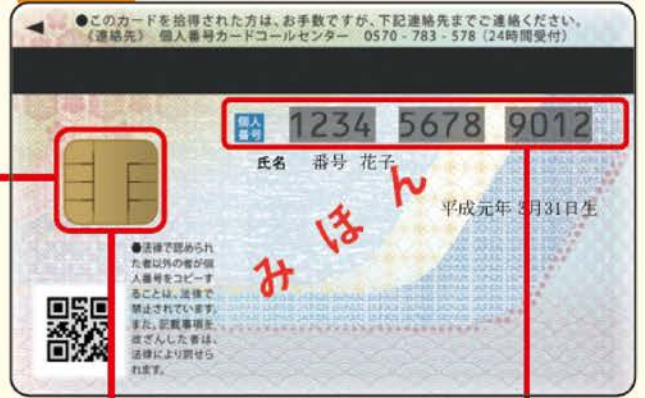 ●このカードを拾得された方は、お手数ですが、下記連絡先までご連絡ください。
《連絡先》 個人番号カードコールセンター 0570-783-578（24時間受付）
個人番号 1234 5678 9012
氏名 番号 花子
平成元年 3月31日生
みほん
●法律で認められ
た者以外の者が個
人番号をコピーす
ることは、法律で
禁止されています。
また、記載事項を
改ざんした者は、
法律により罰せら
れます。